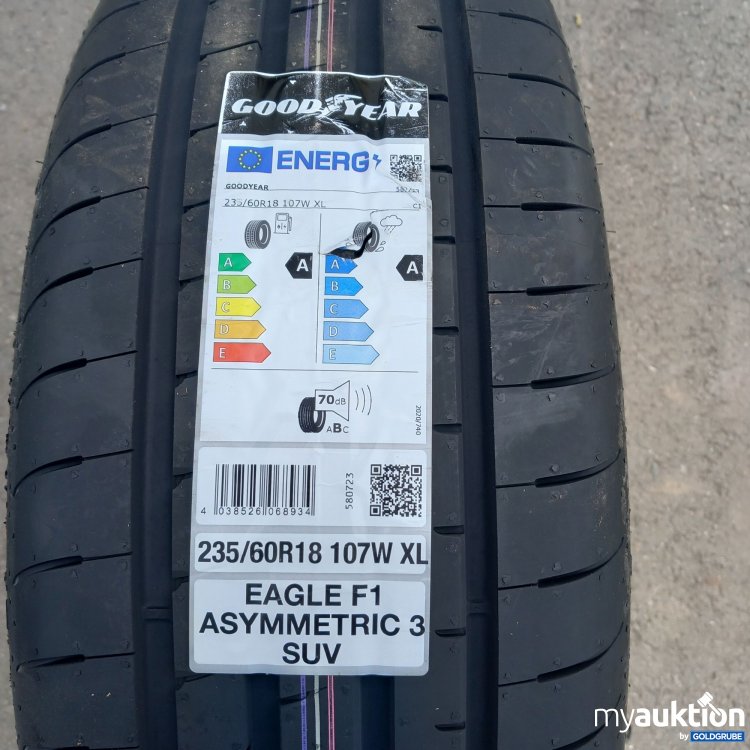 GOODYEAR
ENERG
GOODYEAR
235/60R18 107W XL
C1
A
B
C
D
E
A
A
B
C
D
E
A
70dB
ABC
2020/740
4 038526 068934
580723
235/60R18 107W XL
EAGLE F1
ASYMMETRIC 3
SUV
myauktion
by GOLDGRUBE